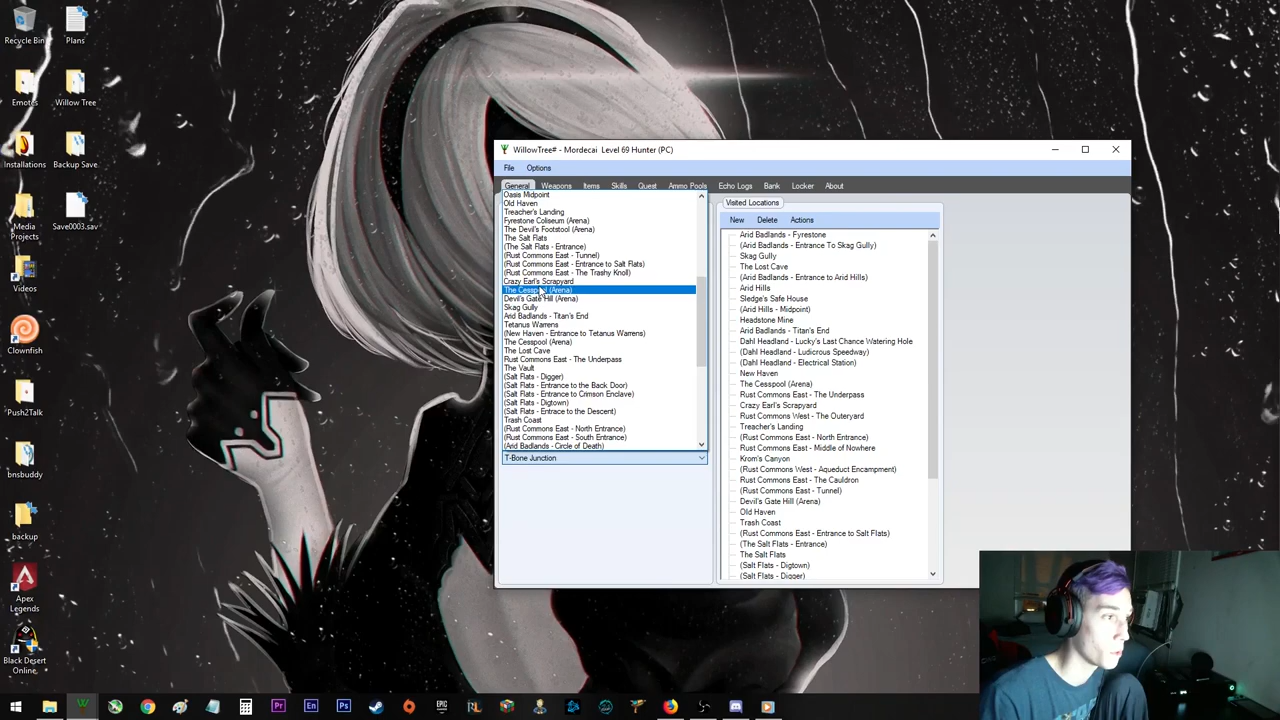 Recycle Bin
Plans
Emotes
Willow Tree
Installations
Backup Save
Media
Projects
Save0003.sav
Videos
Clownfish
Push2Talk
bnsbuddy
backup
Apex
Legends
Black Desert
Online
WillowTree# - Mordecai Level 69 Hunter (PC)
File Options
General Weapons Items Skills Quest Ammo Pools Echo Logs Bank Locker About
Oasis Midpoint
Old Haven
Treacher's Landing
Fyrestone Coliseum (Arena)
The Devil's Footstool (Arena)
The Salt Flats
(The Salt Flats - Entrance)
(Rust Commons East - Tunnel)
(Rust Commons East - Entrance to Salt Flats)
(Rust Commons East - The Trashy Knoll)
Crazy Earl's Scrapyard
The Cesspool (Arena)
Devil's Gate Hill (Arena)
Skag Gully
Arid Badlands - Titan's End
Tetanus Warrens
(New Haven - Entrance to Tetanus Warrens)
The Cesspool (Arena)
The Lost Cave
Rust Commons East - The Underpass
The Vault
(Salt Flats - Digger)
(Salt Flats - Entrance to the Back Door)
(Salt Flats - Entrance to Crimson Enclave)
(Salt Flats - Digtown)
(Salt Flats - Entrace to the Descent)
Trash Coast
(Rust Commons East - North Entrance)
(Rust Commons East - South Entrance)
(Arid Badlands - Circle of Death)
T-Bone Junction
Visited Locations
New Delete Actions
Arid Badlands - Fyrestone
(Arid Badlands - Entrance To Skag Gully)
Skag Gully
The Lost Cave
(Arid Badlands - Entrance to Arid Hills)
Arid Hills
Sledge's Safe House
(Arid Hills - Midpoint)
Headstone Mine
Arid Badlands - Titan's End
Dahl Headland - Lucky's Last Chance Watering Hole
(Dahl Headland - Ludicrous Speedway)
(Dahl Headland - Electrical Station)
New Haven
The Cesspool (Arena)
Rust Commons East - The Underpass
Crazy Earl's Scrapyard
Rust Commons West - The Outeryard
Treacher's Landing
(Rust Commons East - North Entrance)
Rust Commons East - Middle of Nowhere
Krom's Canyon
(Rust Commons West - Aqueduct Encampment)
Rust Commons East - The Cauldron
(Rust Commons East - Tunnel)
Devil's Gate Hill (Arena)
Old Haven
Trash Coast
(Rust Commons East - Entrance to Salt Flats)
(The Salt Flats - Entrance)
The Salt Flats
(Salt Flats - Digtown)
(Salt Flats - Digger)
Pr En Ps EPIC